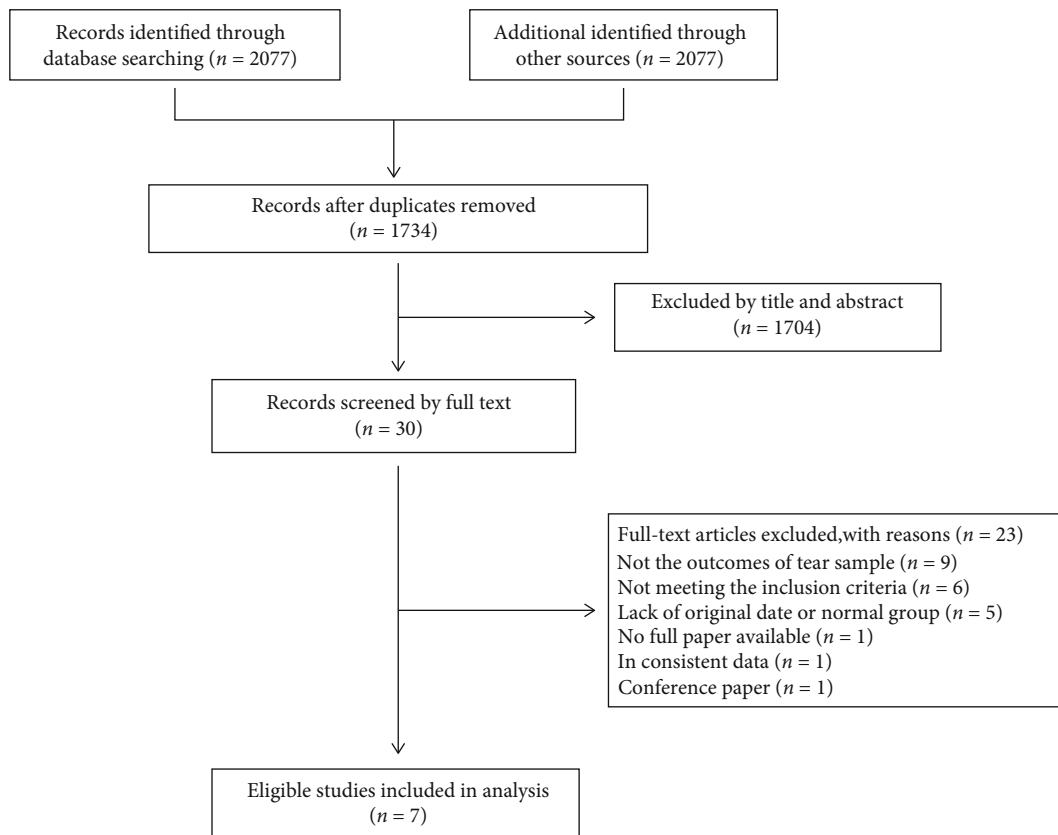 Records identified through
database searching (n = 2077)
Additional identified through
other sources (n = 2077)
Records after duplicates removed
(n = 1734)
Excluded by title and abstract
(n = 1704)
Records screened by full text
(n = 30)
Full-text articles excluded,with reasons (n = 23)
Not the outcomes of tear sample (n = 9)
Not meeting the inclusion criteria (n = 6)
Lack of original date or normal group (n = 5)
No full paper available (n = 1)
In consistent data (n = 1)
Conference paper (n = 1)
Eligible studies included in analysis
(n = 7)